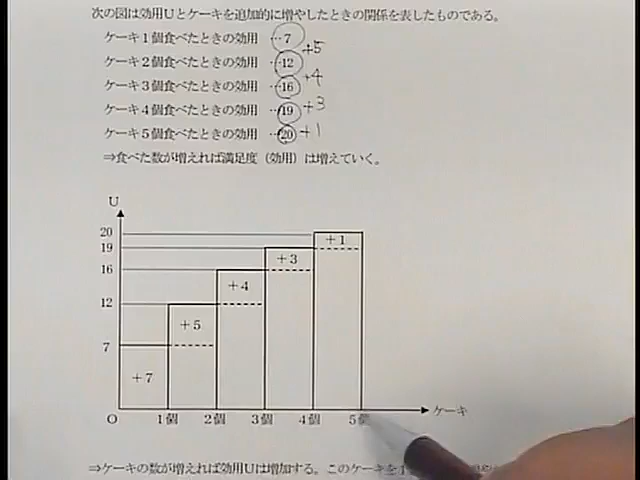 次の図は効用Uとケーキを追加的に増やしたときの関係を表したものである。
ケーキ1個食べたときの効用 …7
+5
ケーキ2個食べたときの効用 …12
+4
ケーキ3個食べたときの効用 …16
+3
ケーキ4個食べたときの効用 …19
+1
ケーキ5個食べたときの効用 …20
⇒食べた数が増えれば満足度（効用）は増えていく。
U
20
+1
19
+3
16
+4
12
+5
7
+7
O 1個 2個 3個 4個 5個 ケーキ
⇒ケーキの数が増えれば効用Uは増加する。このケーキを1